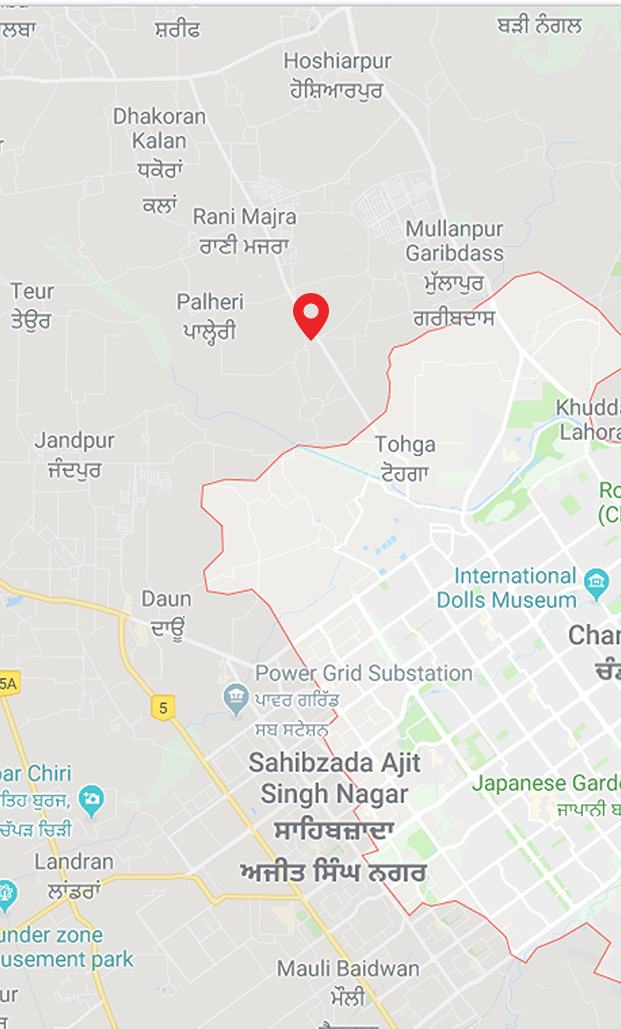 ਸ਼ਰੀਫ
ਬੜੀ ਨੰਗਲ
Hoshiarpur
ਹੋਸ਼ਿਆਰਪੁਰ
Dhakoran
Kalan
ਧਕੋਰਾਂ
ਕਲਾਂ
Rani Majra
ਰਾਣੀ ਮਜਰਾ
Mullanpur
Garibdass
ਮੁੱਲਾਪੁਰ
ਗਰੀਬਦਾਸ
Teur
ਤੇਊਰ
Palheri
ਪਾਲ੍ਹੇਰੀ
Khudda
Lahora
Jandpur
ਜੰਦਪੁਰ
Tohga
ਟੋਹਗਾ
Ro
(Ch
International
Dolls Museum
Daun
ਦਾਊਂ
Char
ਚੰਡ
Power Grid Substation
ਪਾਵਰ ਗਰਿੱਡ
ਸਬ ਸਟੇਸ਼ਨ
5A
5
Sahibzada Ajit
Singh Nagar
ਸਾਹਿਬਜ਼ਾਦਾ
ਅਜੀਤ ਸਿੰਘ ਨਗਰ
par Chiri
ਤਿਹ ਬੁਰਜ,
ਚੱਪੜ ਚਿੜੀ
Japanese Garde
ਜਾਪਾਨੀ ਬ
Landran
ਲਾਂਡਰਾਂ
under zone
usement park
Mauli Baidwan
ਮੌਲੀ
ur